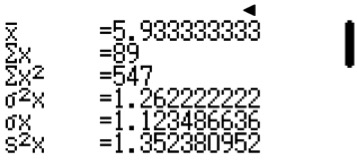 x̄ =5.933333333
Σx =89
Σx² =547
σ²x =1.262222222
σx =1.123486636
s²x =1.352380952